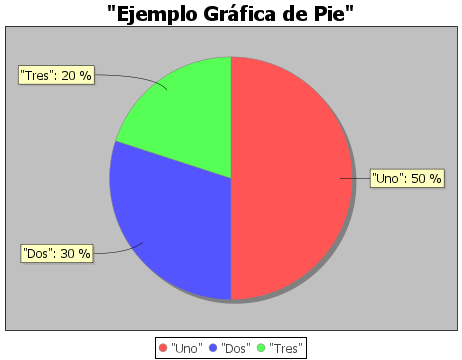 "Ejemplo Gráfica de Pie"
"Tres": 20 %
"Uno": 50 %
"Dos": 30 %
"Uno" "Dos" "Tres"